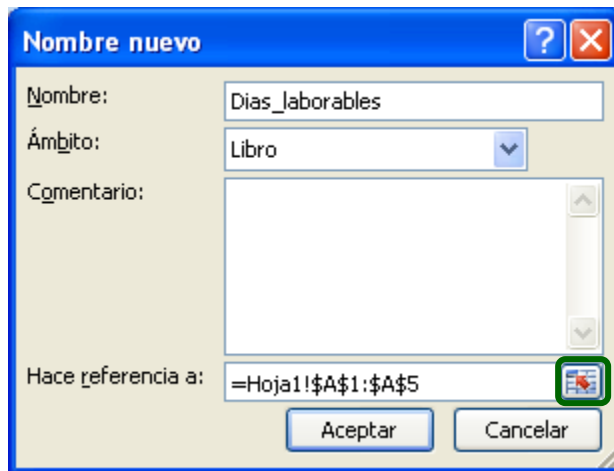 Nombre nuevo ?
Nombre: Dias_laborables
Ámbito: Libro
Comentario:
Hace referencia a: =Hoja1!$A$1:$A$5
Aceptar Cancelar